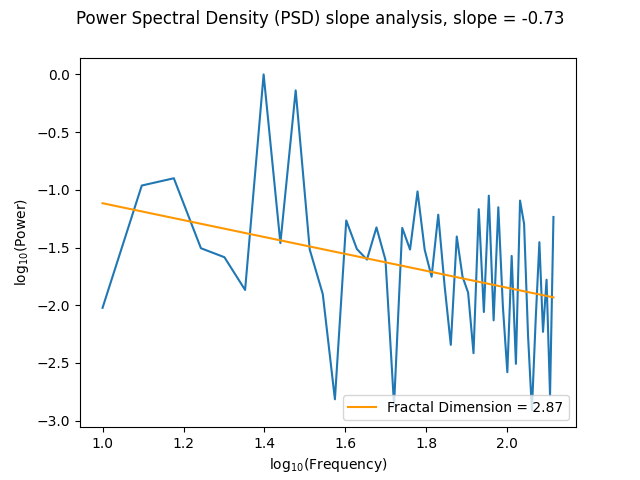 Power Spectral Density (PSD) slope analysis, slope = -0.73
log₁₀(Power)
0.0
−0.5
−1.0
−1.5
−2.0
−2.5
−3.0
Fractal Dimension = 2.87
1.0 1.2 1.4 1.6 1.8 2.0
log₁₀(Frequency)